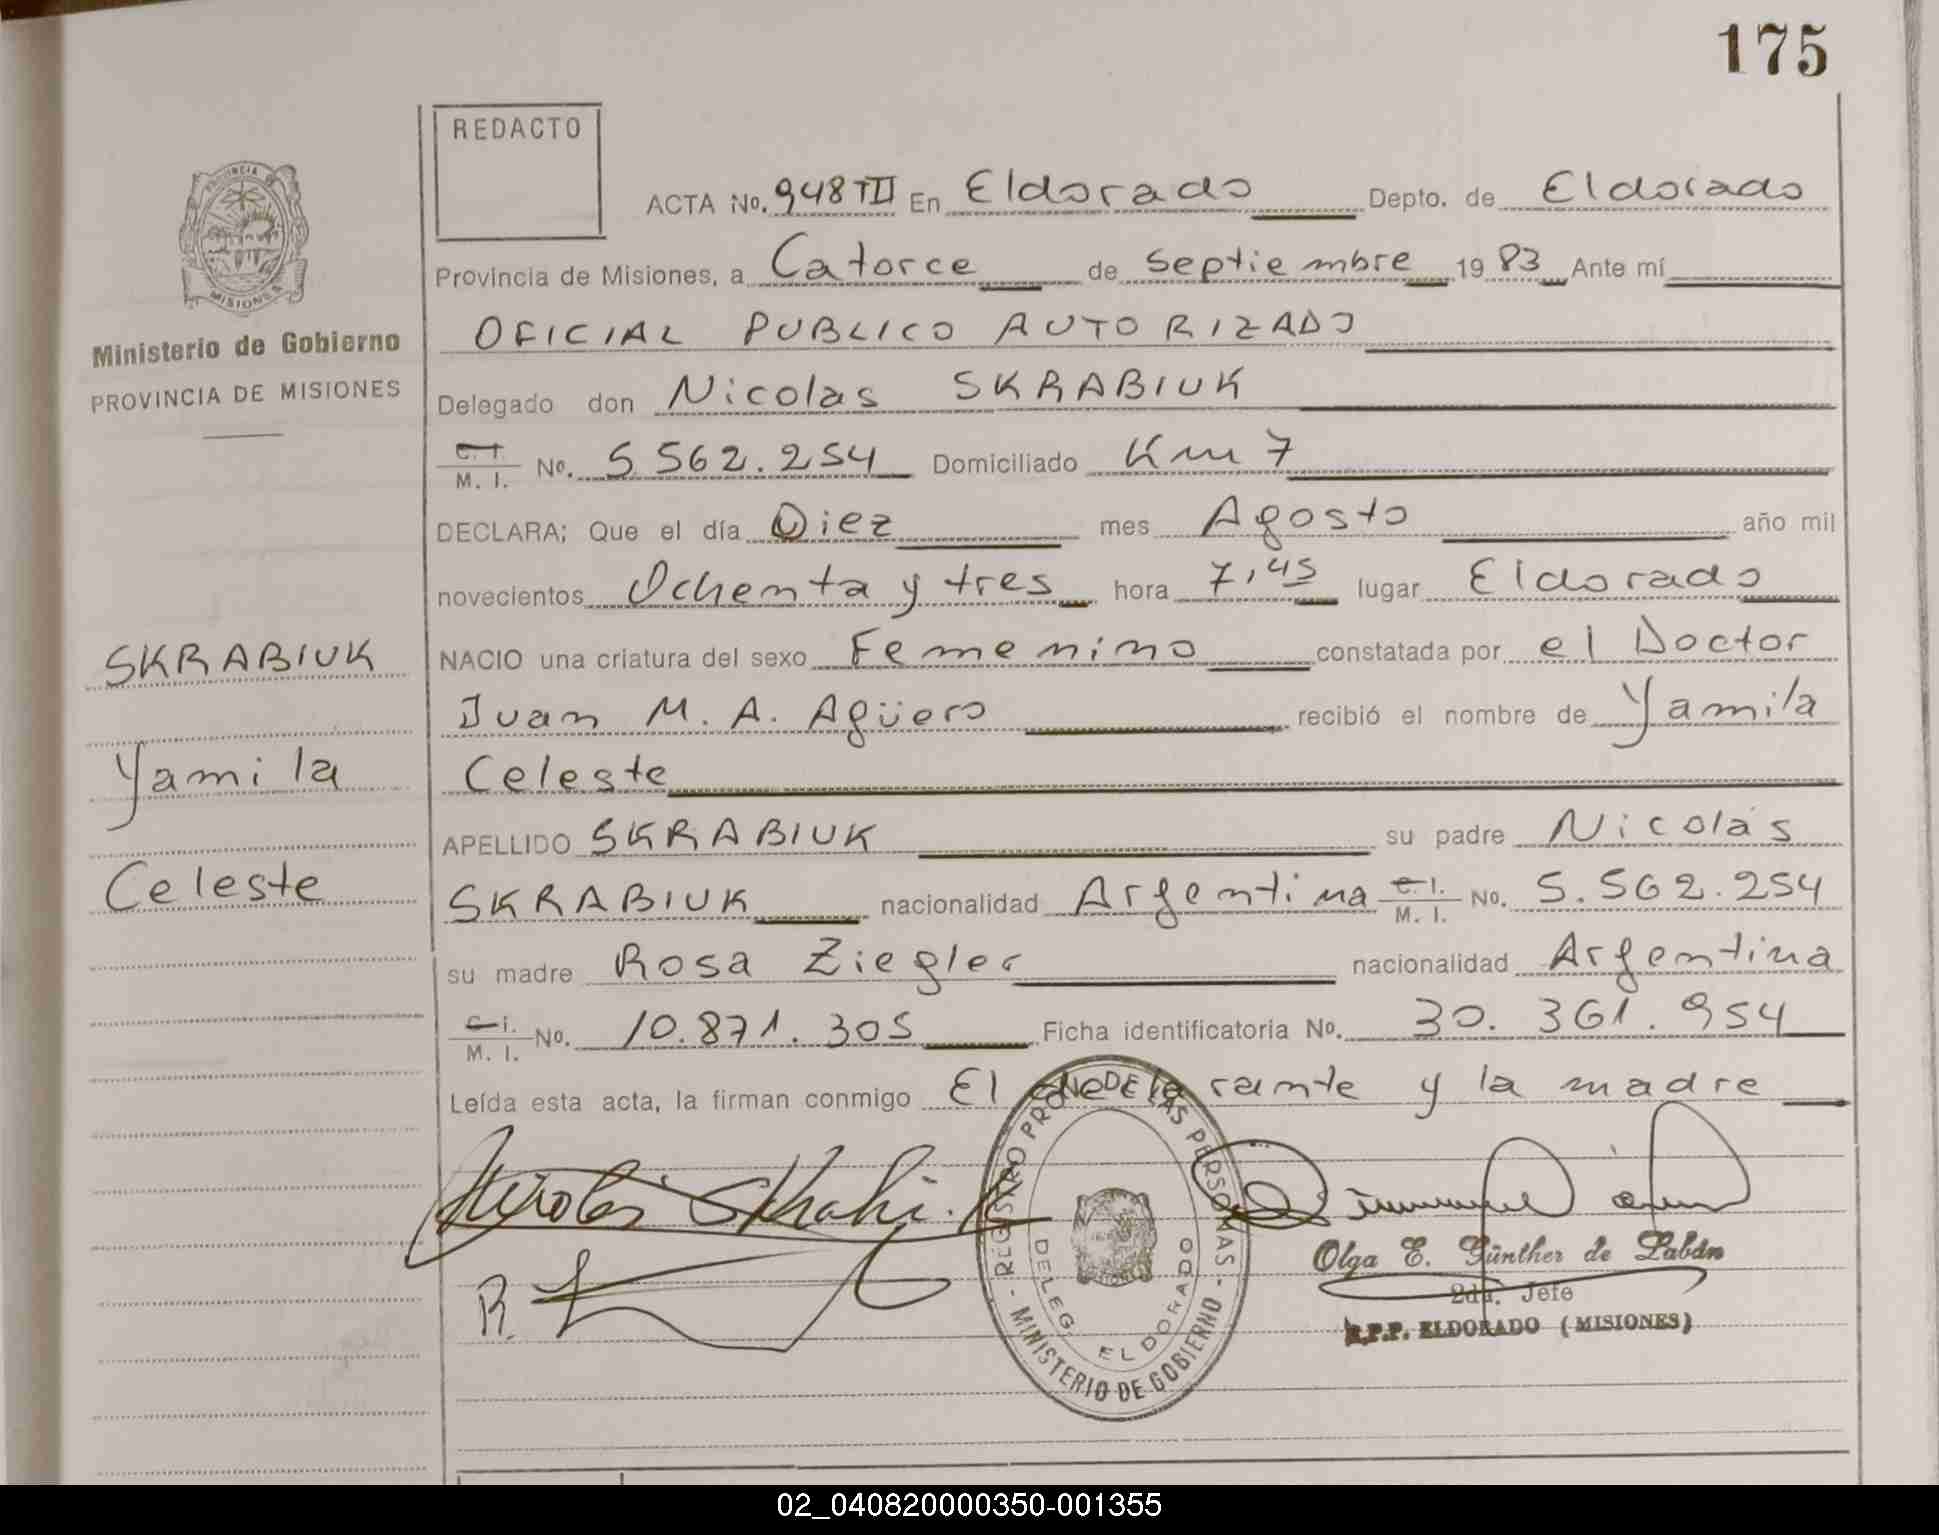 175
REDACTO
ACTA No. 948 TIII En Eldorado Depto. de Eldorado
Provincia de Misiones, a Catorce de septiembre 1983 Ante mí
OFICIAL PUBLICO AUTORIZADO
Delegado don Nicolas SKRABIUK
C. I. / M. I. No. 5.562.254 Domiciliado Km 7
DECLARA; Que el día Diez mes Agosto año mil
novecientos Ochenta y tres hora 7,45 lugar Eldorado
NACIO una criatura del sexo Femenino constatada por el Doctor
Juan M. A. Agüero recibió el nombre de Yamila
Celeste
APELLIDO SKRABIUK su padre Nicolás
SKRABIUK nacionalidad Argentina C. I. / M. I. No. 5.562.254
su madre Rosa Ziegler nacionalidad Argentina
C. I. / M. I. No. 10.871.305 Ficha identificatoria No. 30.361.954
Leída esta acta, la firman conmigo El declarante y la madre
PROVINCIA DE
MISIONES
Ministerio de Gobierno
PROVINCIA DE MISIONES
SKRABIUK
Yamila
Celeste
REGISTRO PROV. DE LAS PERSONAS
- MINISTERIO DE GOBIERNO -
DELEG. ELDORADO
Olga E. Günther de Labdn
2da. Jefe
R.P.P. ELDORADO (MISIONES)
02_040820000350-001355